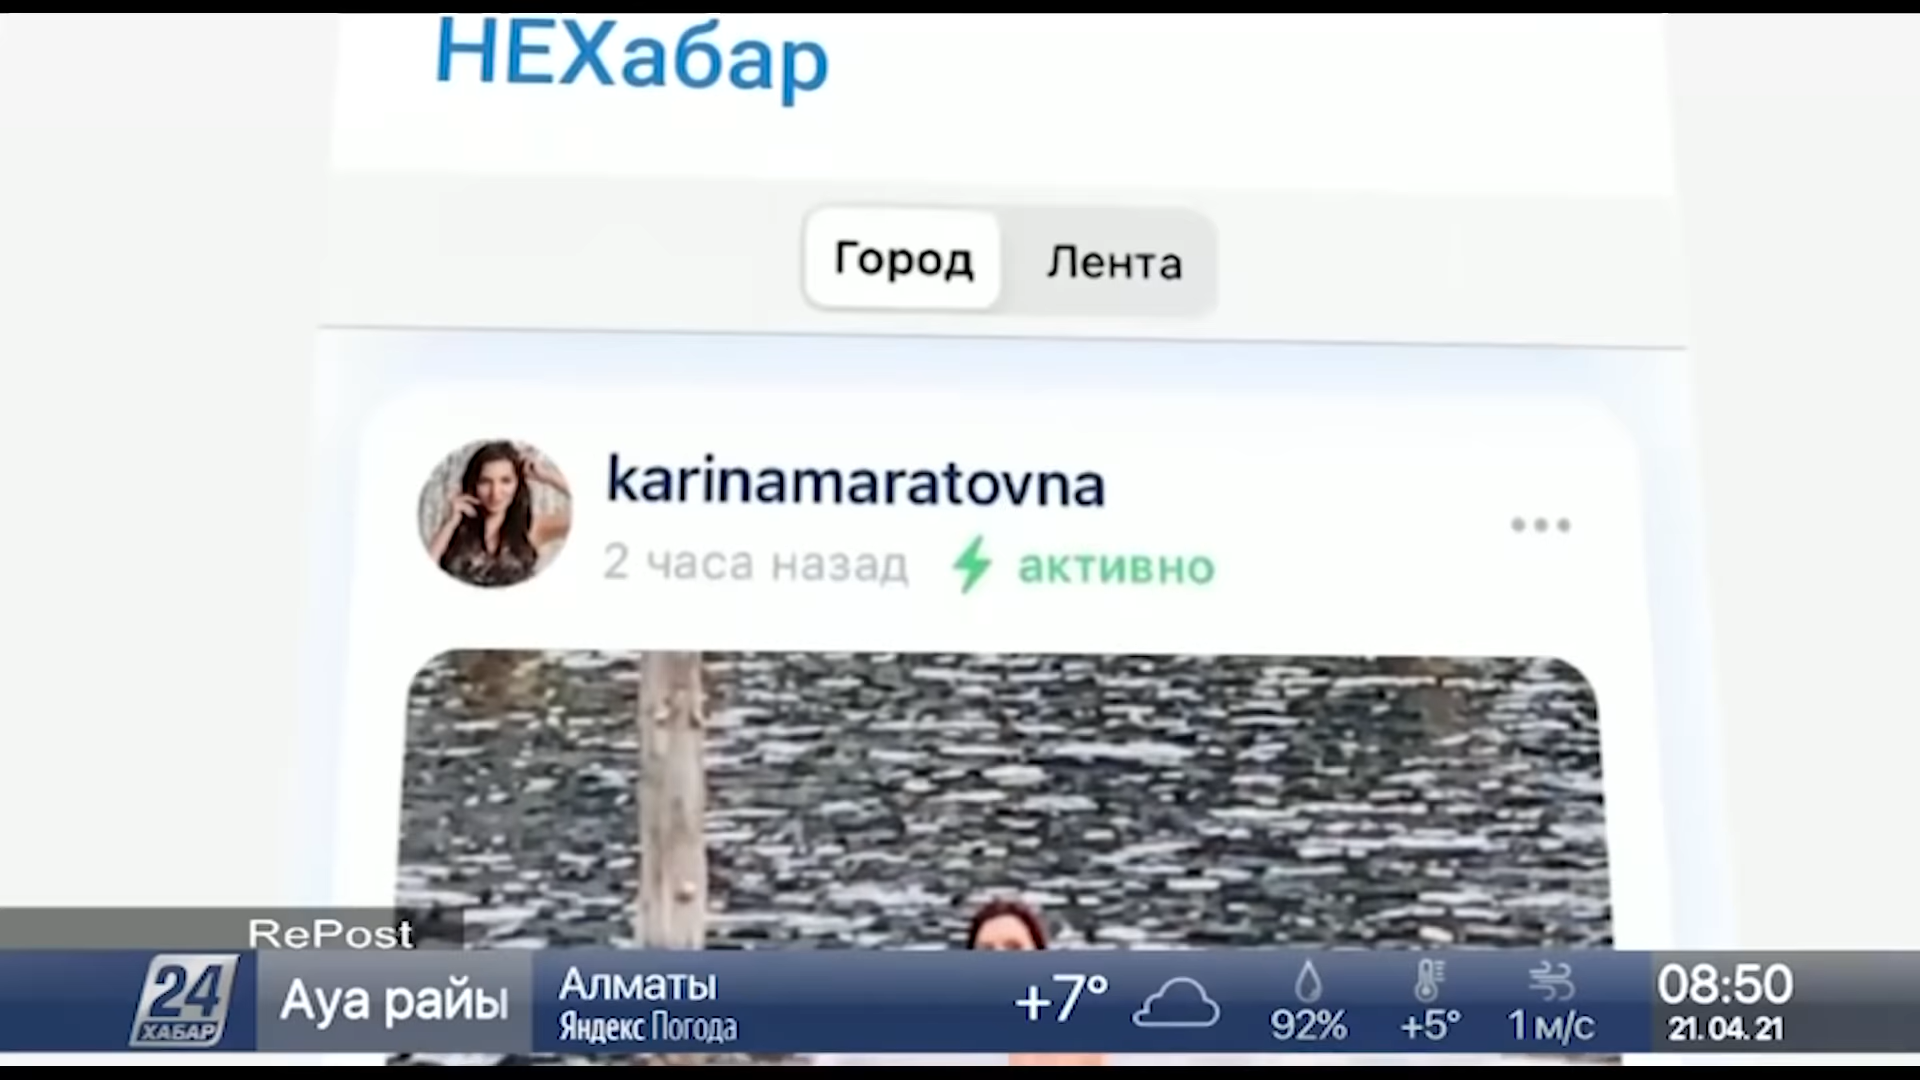 НЕХабар
Город
Лента
karinamaratovna
2 часа назад
активно
RePost
24
ХАБАР
Ауа райы
Алматы
Яндекс Погода
+7°
92%
+5°
1 м/с
08:50
21.04.21